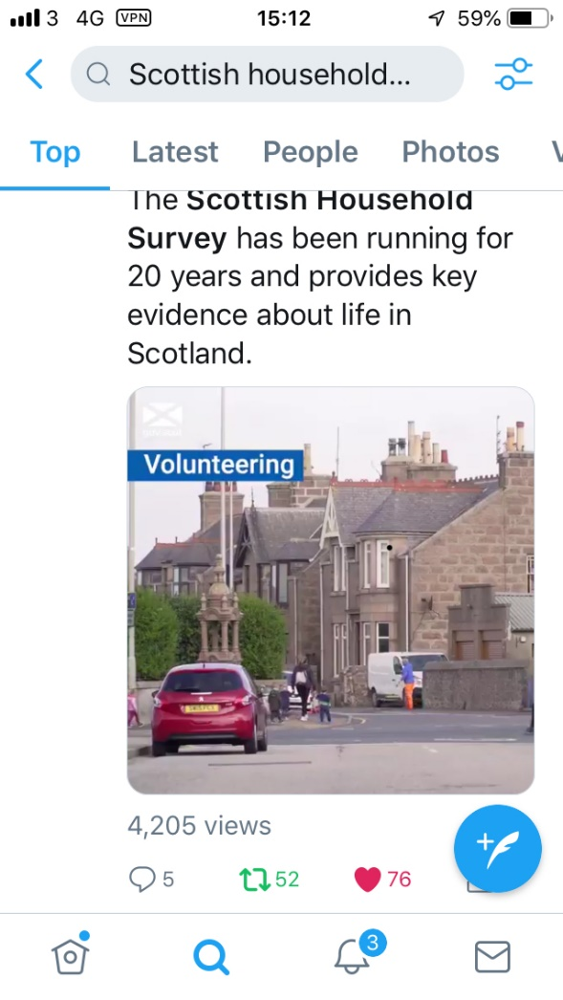 3 4G VPN 15:12 59%
Scottish household...
Top Latest People Photos V
The Scottish Household
Survey has been running for
20 years and provides key
evidence about life in
Scotland.
Volunteering
4,205 views
5 52 76
3